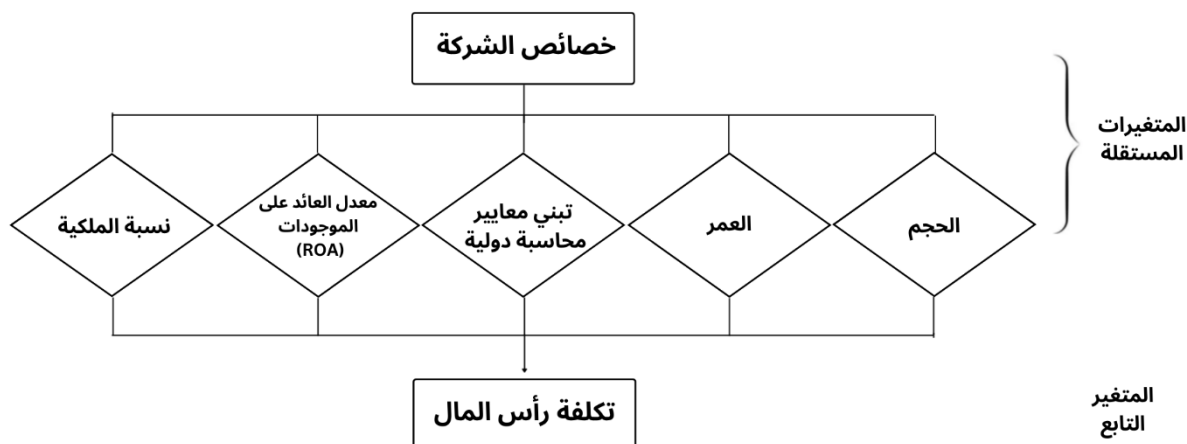 خصائص الشركة
المتغيرات
المستقلة
الحجم
العمر
تبني معايير
محاسبة دولية
معدل العائد على
الموجودات
(ROA)
نسبة الملكية
تكلفة رأس المال
المتغير
التابع